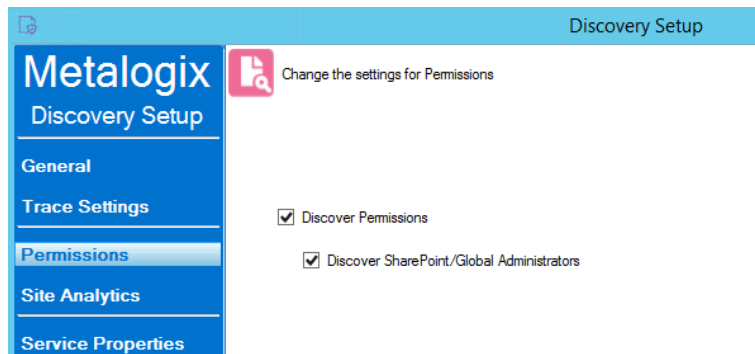 Discovery Setup
Metalogix
Discovery Setup
Change the settings for Permissions
General
Trace Settings
Discover Permissions
Permissions
Discover SharePoint/Global Administrators
Site Analytics
Service Properties